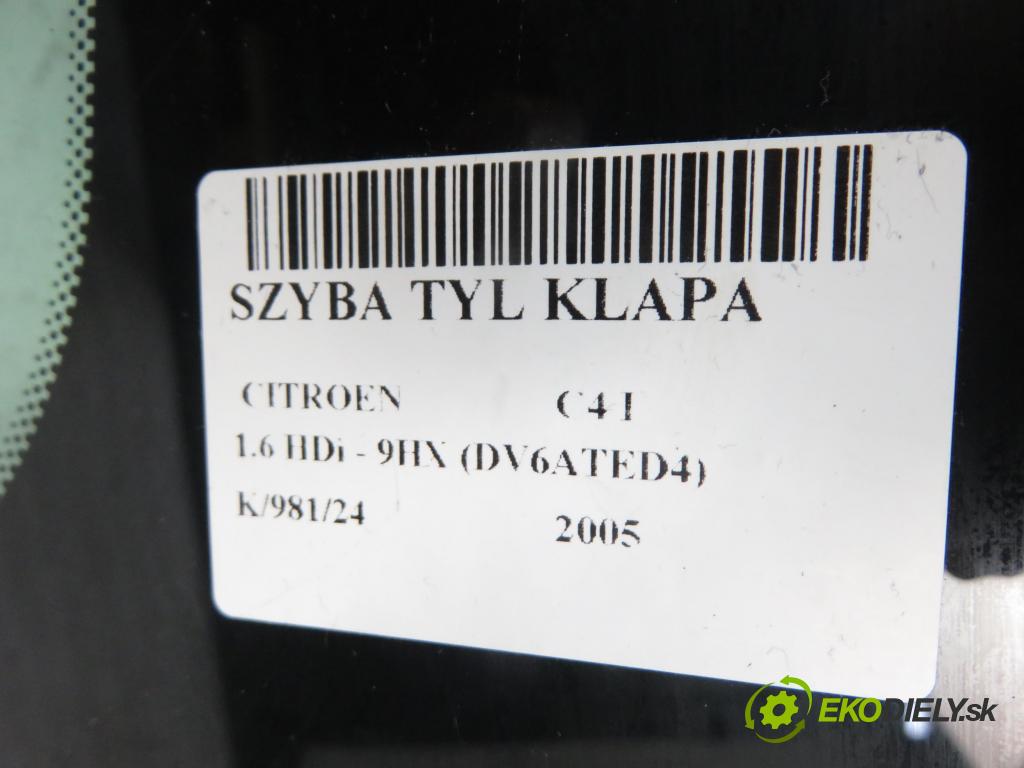 SZYBA TYL KLAPA
CITROEN C4 I
1.6 HDi - 9HX (DV6ATED4)
K/981/24 2005
EKODIELY.sk